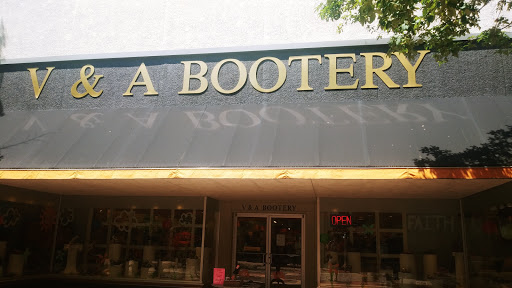 V & A BOOTERY
V & A BOOTERY
OPEN
FAITH